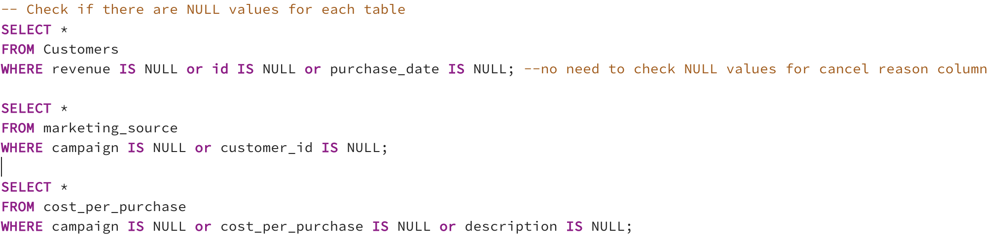 -- Check if there are NULL values for each table
SELECT *
FROM Customers
WHERE revenue IS NULL or id IS NULL or purchase_date IS NULL; --no need to check NULL values for cancel reason column
SELECT *
FROM marketing_source
WHERE campaign IS NULL or customer_id IS NULL;
SELECT *
FROM cost_per_purchase
WHERE campaign IS NULL or cost_per_purchase IS NULL or description IS NULL;